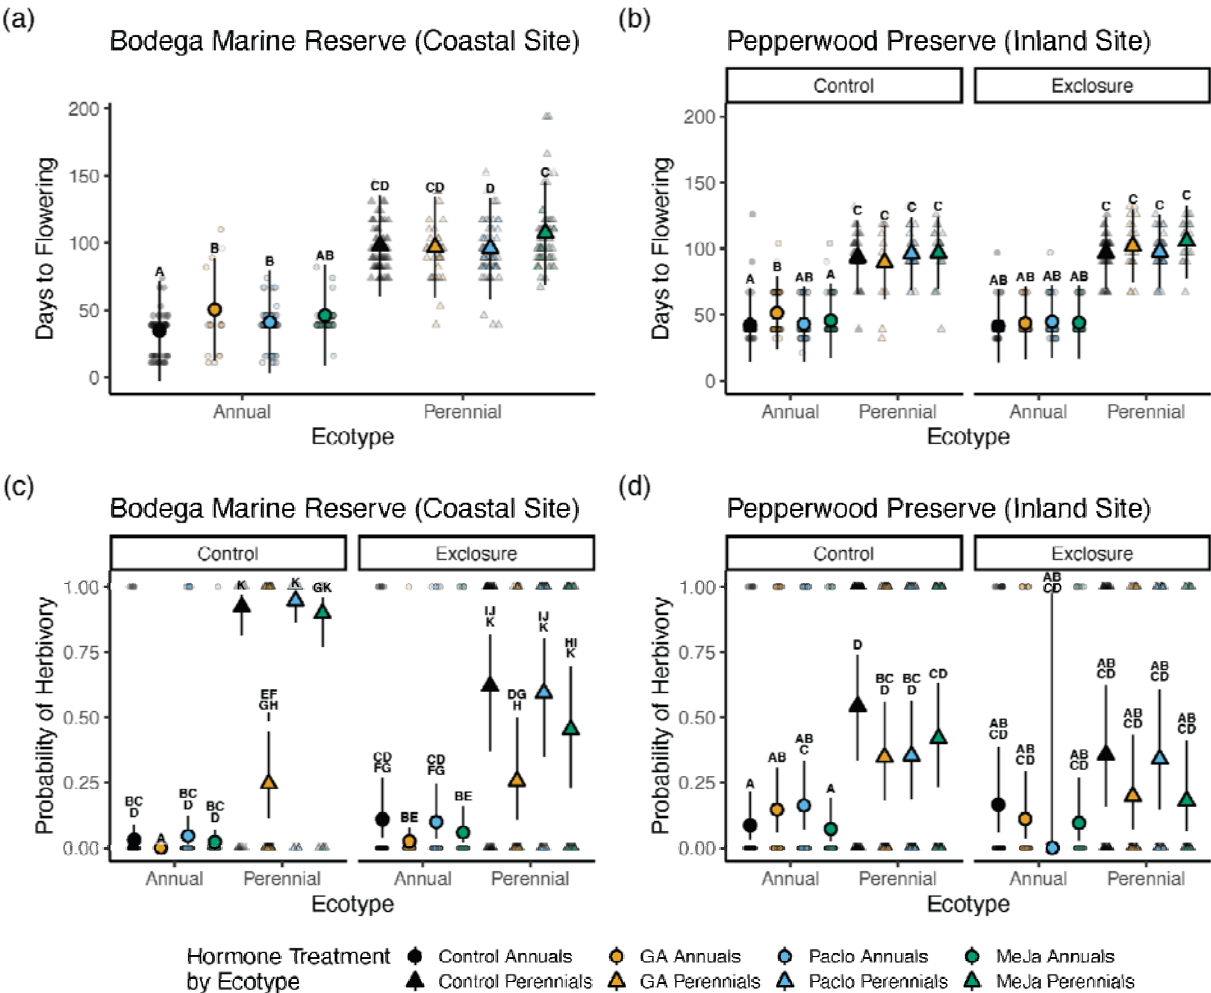 (a)
Bodega Marine Reserve (Coastal Site)
Days to Flowering
200
150
100
50
0
A
B
B
AB
CD
CD
D
C
Annual
Perennial
Ecotype
(b)
Pepperwood Preserve (Inland Site)
Control
Exclosure
Days to Flowering
200
150
100
50
0
A
B
AB
A
C
C
C
C
AB
AB
AB
AB
C
C
C
C
Annual
Perennial
Annual
Perennial
Ecotype
(c)
Bodega Marine Reserve (Coastal Site)
Control
Exclosure
Probability of Herbivory
1.00
0.75
0.50
0.25
0.00
BC
D
A
BC
D
BC
D
K
EF
GH
I
K
GK
CD
FG
BE
CD
FG
BE
IJ
K
DG
H
IJ
K
HI
K
Annual
Perennial
Annual
Perennial
Ecotype
(d)
Pepperwood Preserve (Inland Site)
Control
Exclosure
Probability of Herbivory
1.00
0.75
0.50
0.25
0.00
A
AB
AB
C
A
D
BC
D
BC
D
CD
AB
CD
AB
CD
AB
CD
AB
CD
AB
CD
AB
CD
AB
CD
AB
CD
Annual
Perennial
Annual
Perennial
Ecotype
Hormone Treatment
by Ecotype
Control Annuals
GA Annuals
Paclo Annuals
MeJa Annuals
Control Perennials
GA Perennials
Paclo Perennials
MeJa Perennials